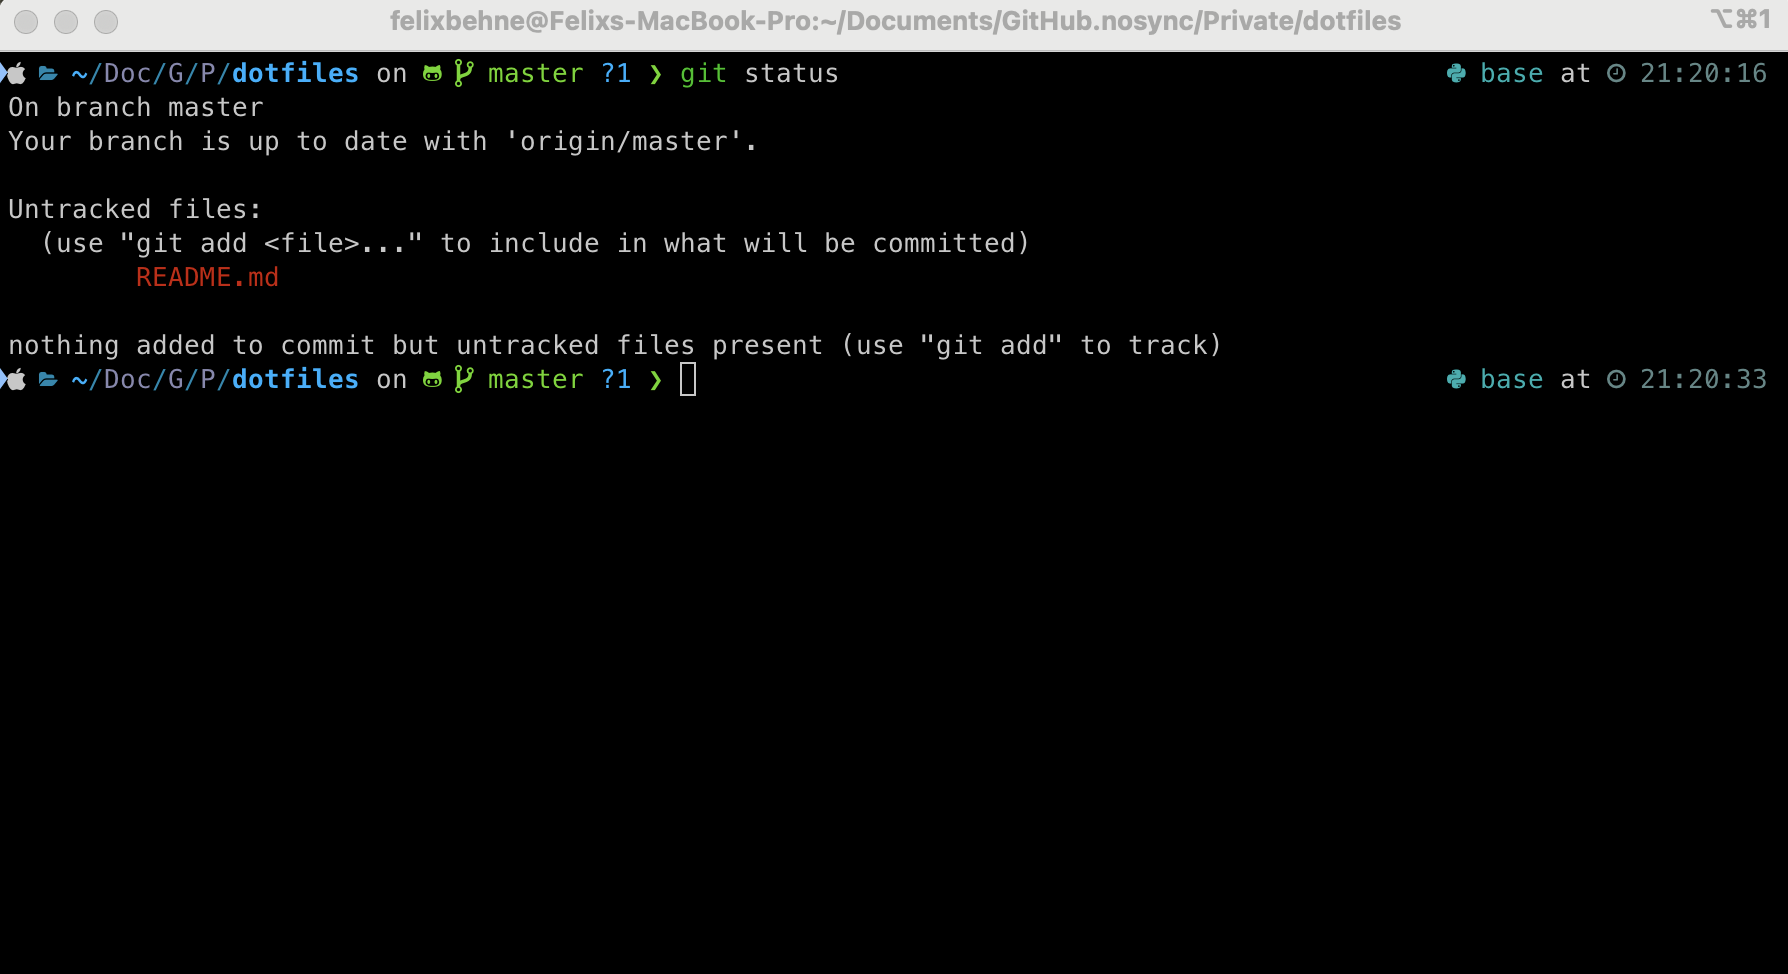 felixbehne@Felixs-MacBook-Pro:~/Documents/GitHub.nosync/Private/dotfiles ⌥⌘1
~/Doc/G/P/dotfiles on master ?1 ❯ git status base at 21:20:16
On branch master
Your branch is up to date with 'origin/master'.
Untracked files:
(use "git add <file>..." to include in what will be committed)
README.md
nothing added to commit but untracked files present (use "git add" to track)
~/Doc/G/P/dotfiles on master ?1 ❯ base at 21:20:33